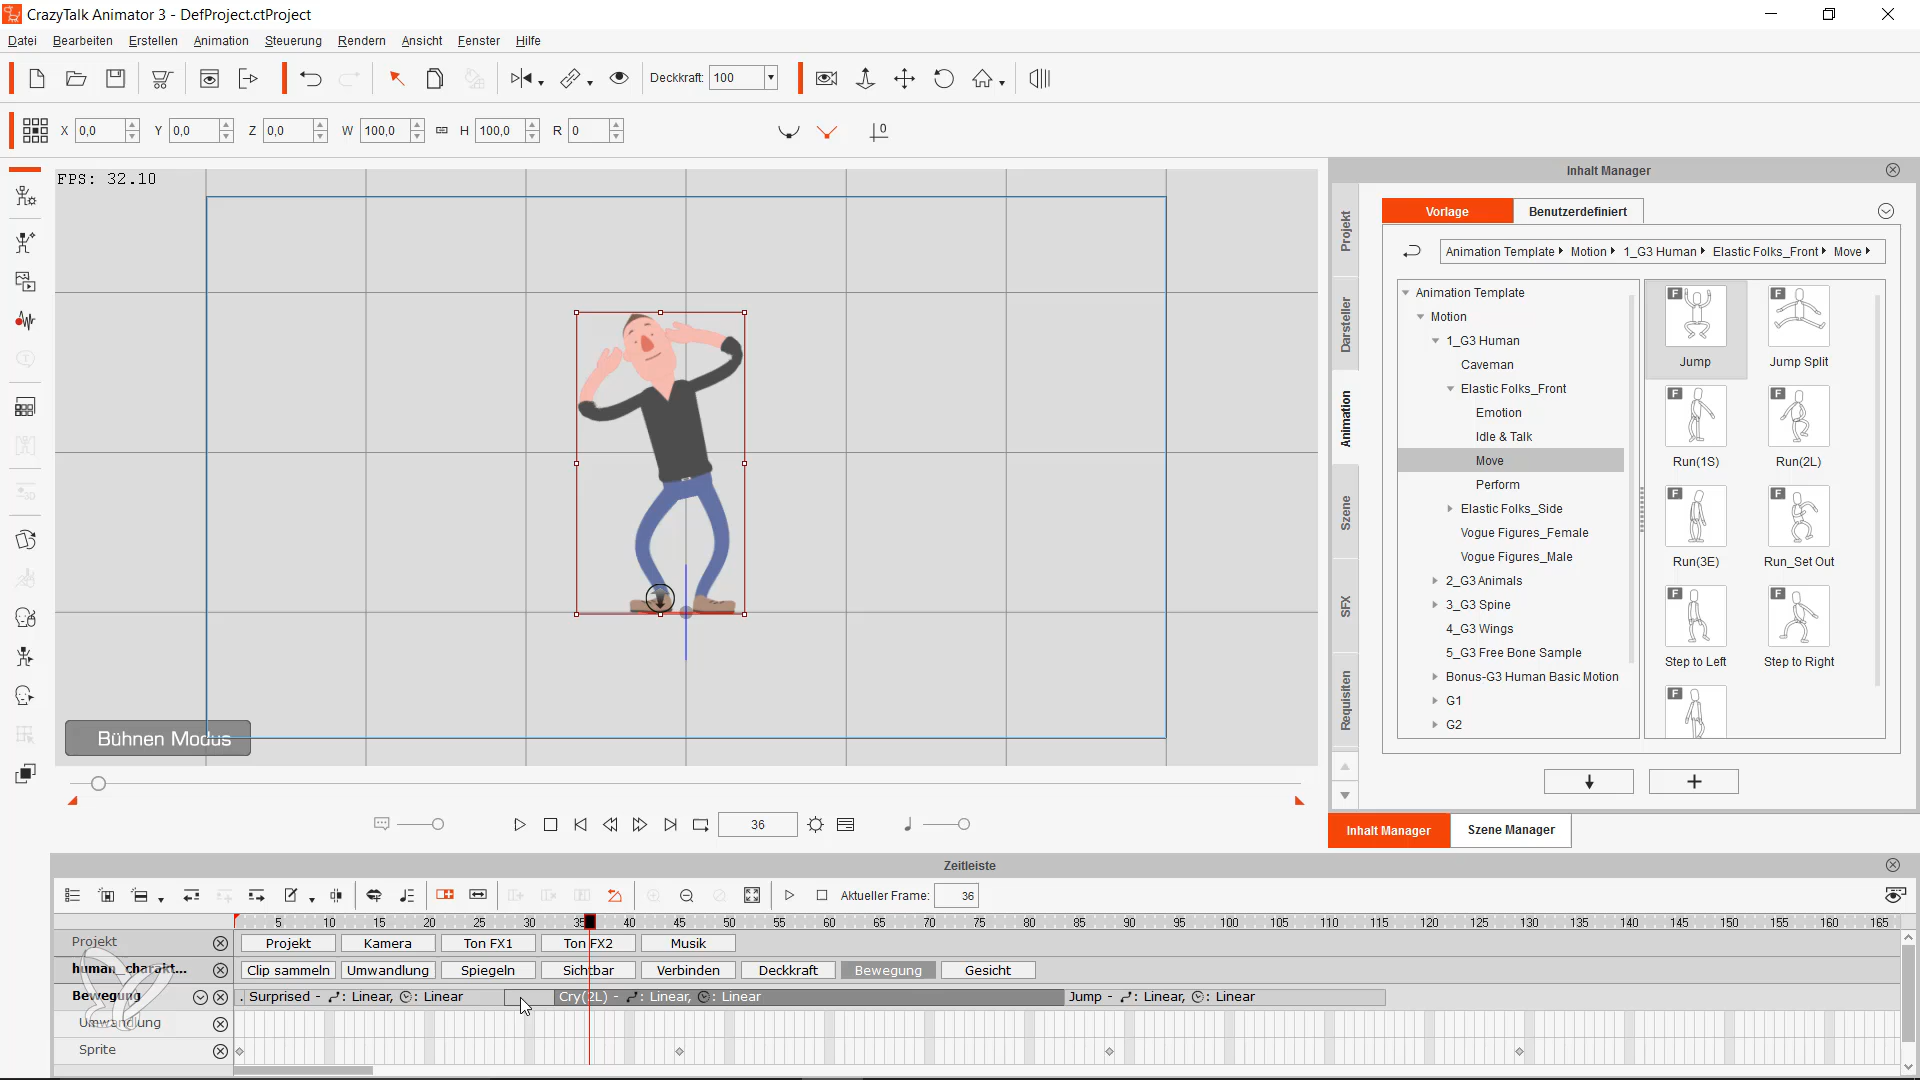 CrazyTalk Animator 3 - DefProject.ctProject
Datei Bearbeiten Erstellen Animation Steuerung Rendern Ansicht Fenster Hilfe
Deckkraft: 100
X 0,0 Y 0,0 Z 0,0 W 100,0 H 100,0 R 0 0
FPS: 32.10
Bühnen Modus
36
Inhalt Manager
Projekt
Darsteller
Animation
Szene
SFX
Requisiten
Vorlage Benutzerdefiniert
Animation Template Motion 1_G3 Human Elastic Folks_Front Move
Animation Template
Motion
1_G3 Human
Caveman
Elastic Folks_Front
Emotion
Idle & Talk
Move
Perform
Elastic Folks_Side
Vogue Figures_Female
Vogue Figures_Male
2_G3 Animals
3_G3 Spine
4_G3 Wings
5_G3 Free Bone Sample
Bonus-G3 Human Basic Motion
G1
G2
F F
Jump Jump Split
F F
Run(1S) Run(2L)
F F
Run(3E) Run_Set Out
F F
Step to Left Step to Right
F
Inhalt Manager Szene Manager
Zeitleiste
Aktueller Frame: 36
5 10 15 20 25 30 35 40 45 50 55 60 65 70 75 80 85 90 95 100 105 110 115 120 125 130 135 140 145 150 155 160 165
Projekt Projekt Kamera Ton FX1 Ton FX2 Musik
human_charakt... Clip sammeln Umwandlung Spiegeln Sichtbar Verbinden Deckkraft Bewegung Gesicht
Bewegung . Surprised - : Linear, : Linear Cry(2L) - : Linear, : Linear Jump - : Linear, : Linear
Umwandlung
Sprite